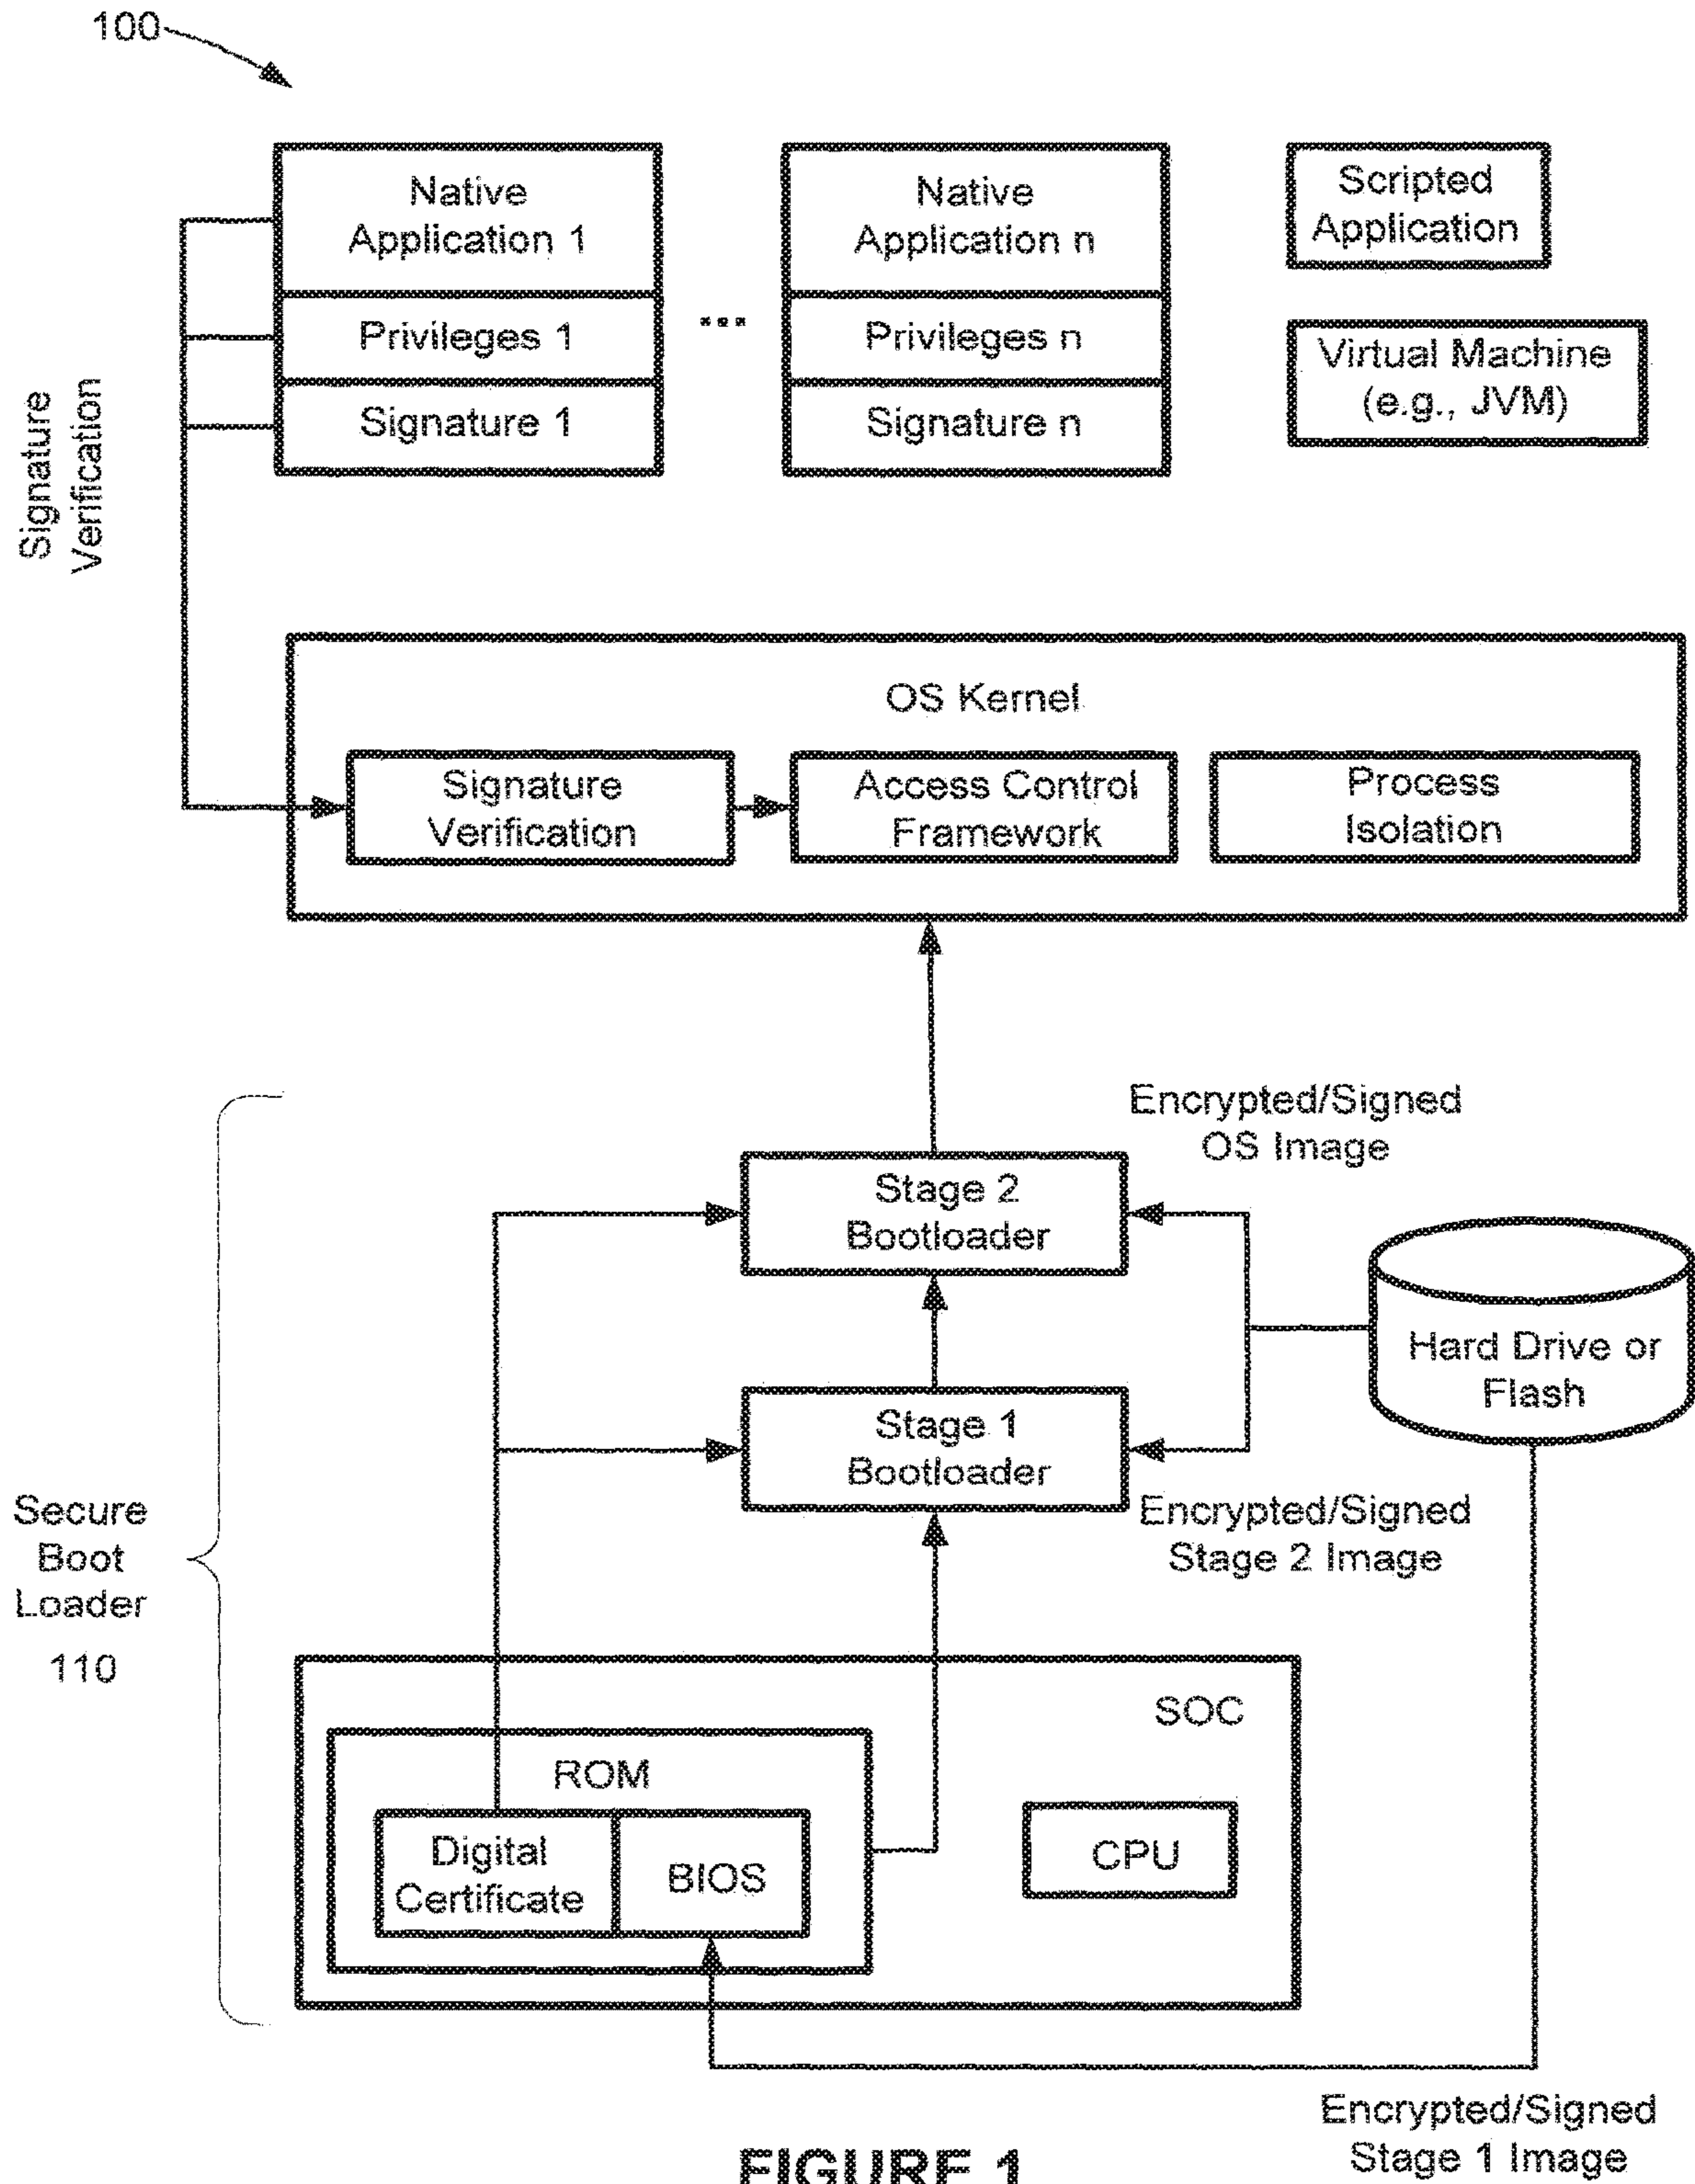 100
Native
Application 1
Privileges 1
Signature 1
...
Native
Application n
Privileges n
Signature n
Scripted
Application
Virtual Machine
(e.g., JVM)
Signature
Verification
OS Kernel
Signature
Verification
Access Control
Framework
Process
Isolation
Encrypted/Signed
OS Image
Stage 2
Bootloader
Hard Drive or
Flash
Stage 1
Bootloader
Encrypted/Signed
Stage 2 Image
Secure
Boot
Loader
110
SOC
ROM
Digital
Certificate
BIOS
CPU
Encrypted/Signed
Stage 1 Image
FIGURE 1